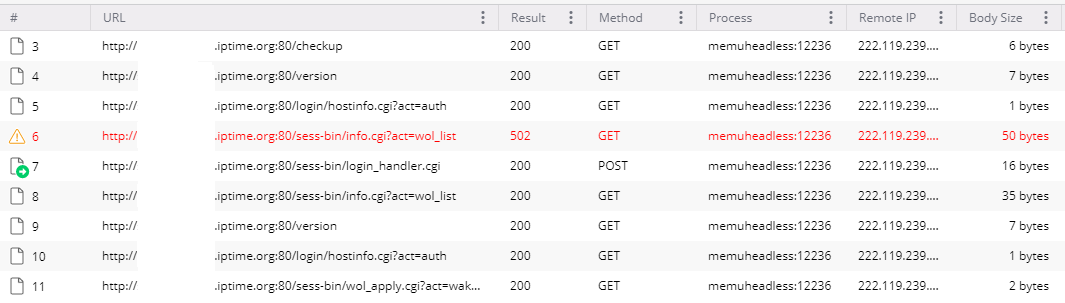 # URL Result Method Process Remote IP Body Size
3 http:// .iptime.org:80/checkup 200 GET memuheadless:12236 222.119.239.... 6 bytes
4 http:// .iptime.org:80/version 200 GET memuheadless:12236 222.119.239.... 7 bytes
5 http:// .iptime.org:80/login/hostinfo.cgi?act=auth 200 GET memuheadless:12236 222.119.239.... 1 bytes
6 http:// .iptime.org:80/sess-bin/info.cgi?act=wol_list 502 GET memuheadless:12236 222.119.239.... 50 bytes
7 http:// .iptime.org:80/sess-bin/login_handler.cgi 200 POST memuheadless:12236 222.119.239.... 16 bytes
8 http:// .iptime.org:80/sess-bin/info.cgi?act=wol_list 200 GET memuheadless:12236 222.119.239.... 35 bytes
9 http:// .iptime.org:80/version 200 GET memuheadless:12236 222.119.239.... 7 bytes
10 http:// .iptime.org:80/login/hostinfo.cgi?act=auth 200 GET memuheadless:12236 222.119.239.... 1 bytes
11 http:// .iptime.org:80/sess-bin/wol_apply.cgi?act=wak... 200 GET memuheadless:12236 222.119.239.... 2 bytes